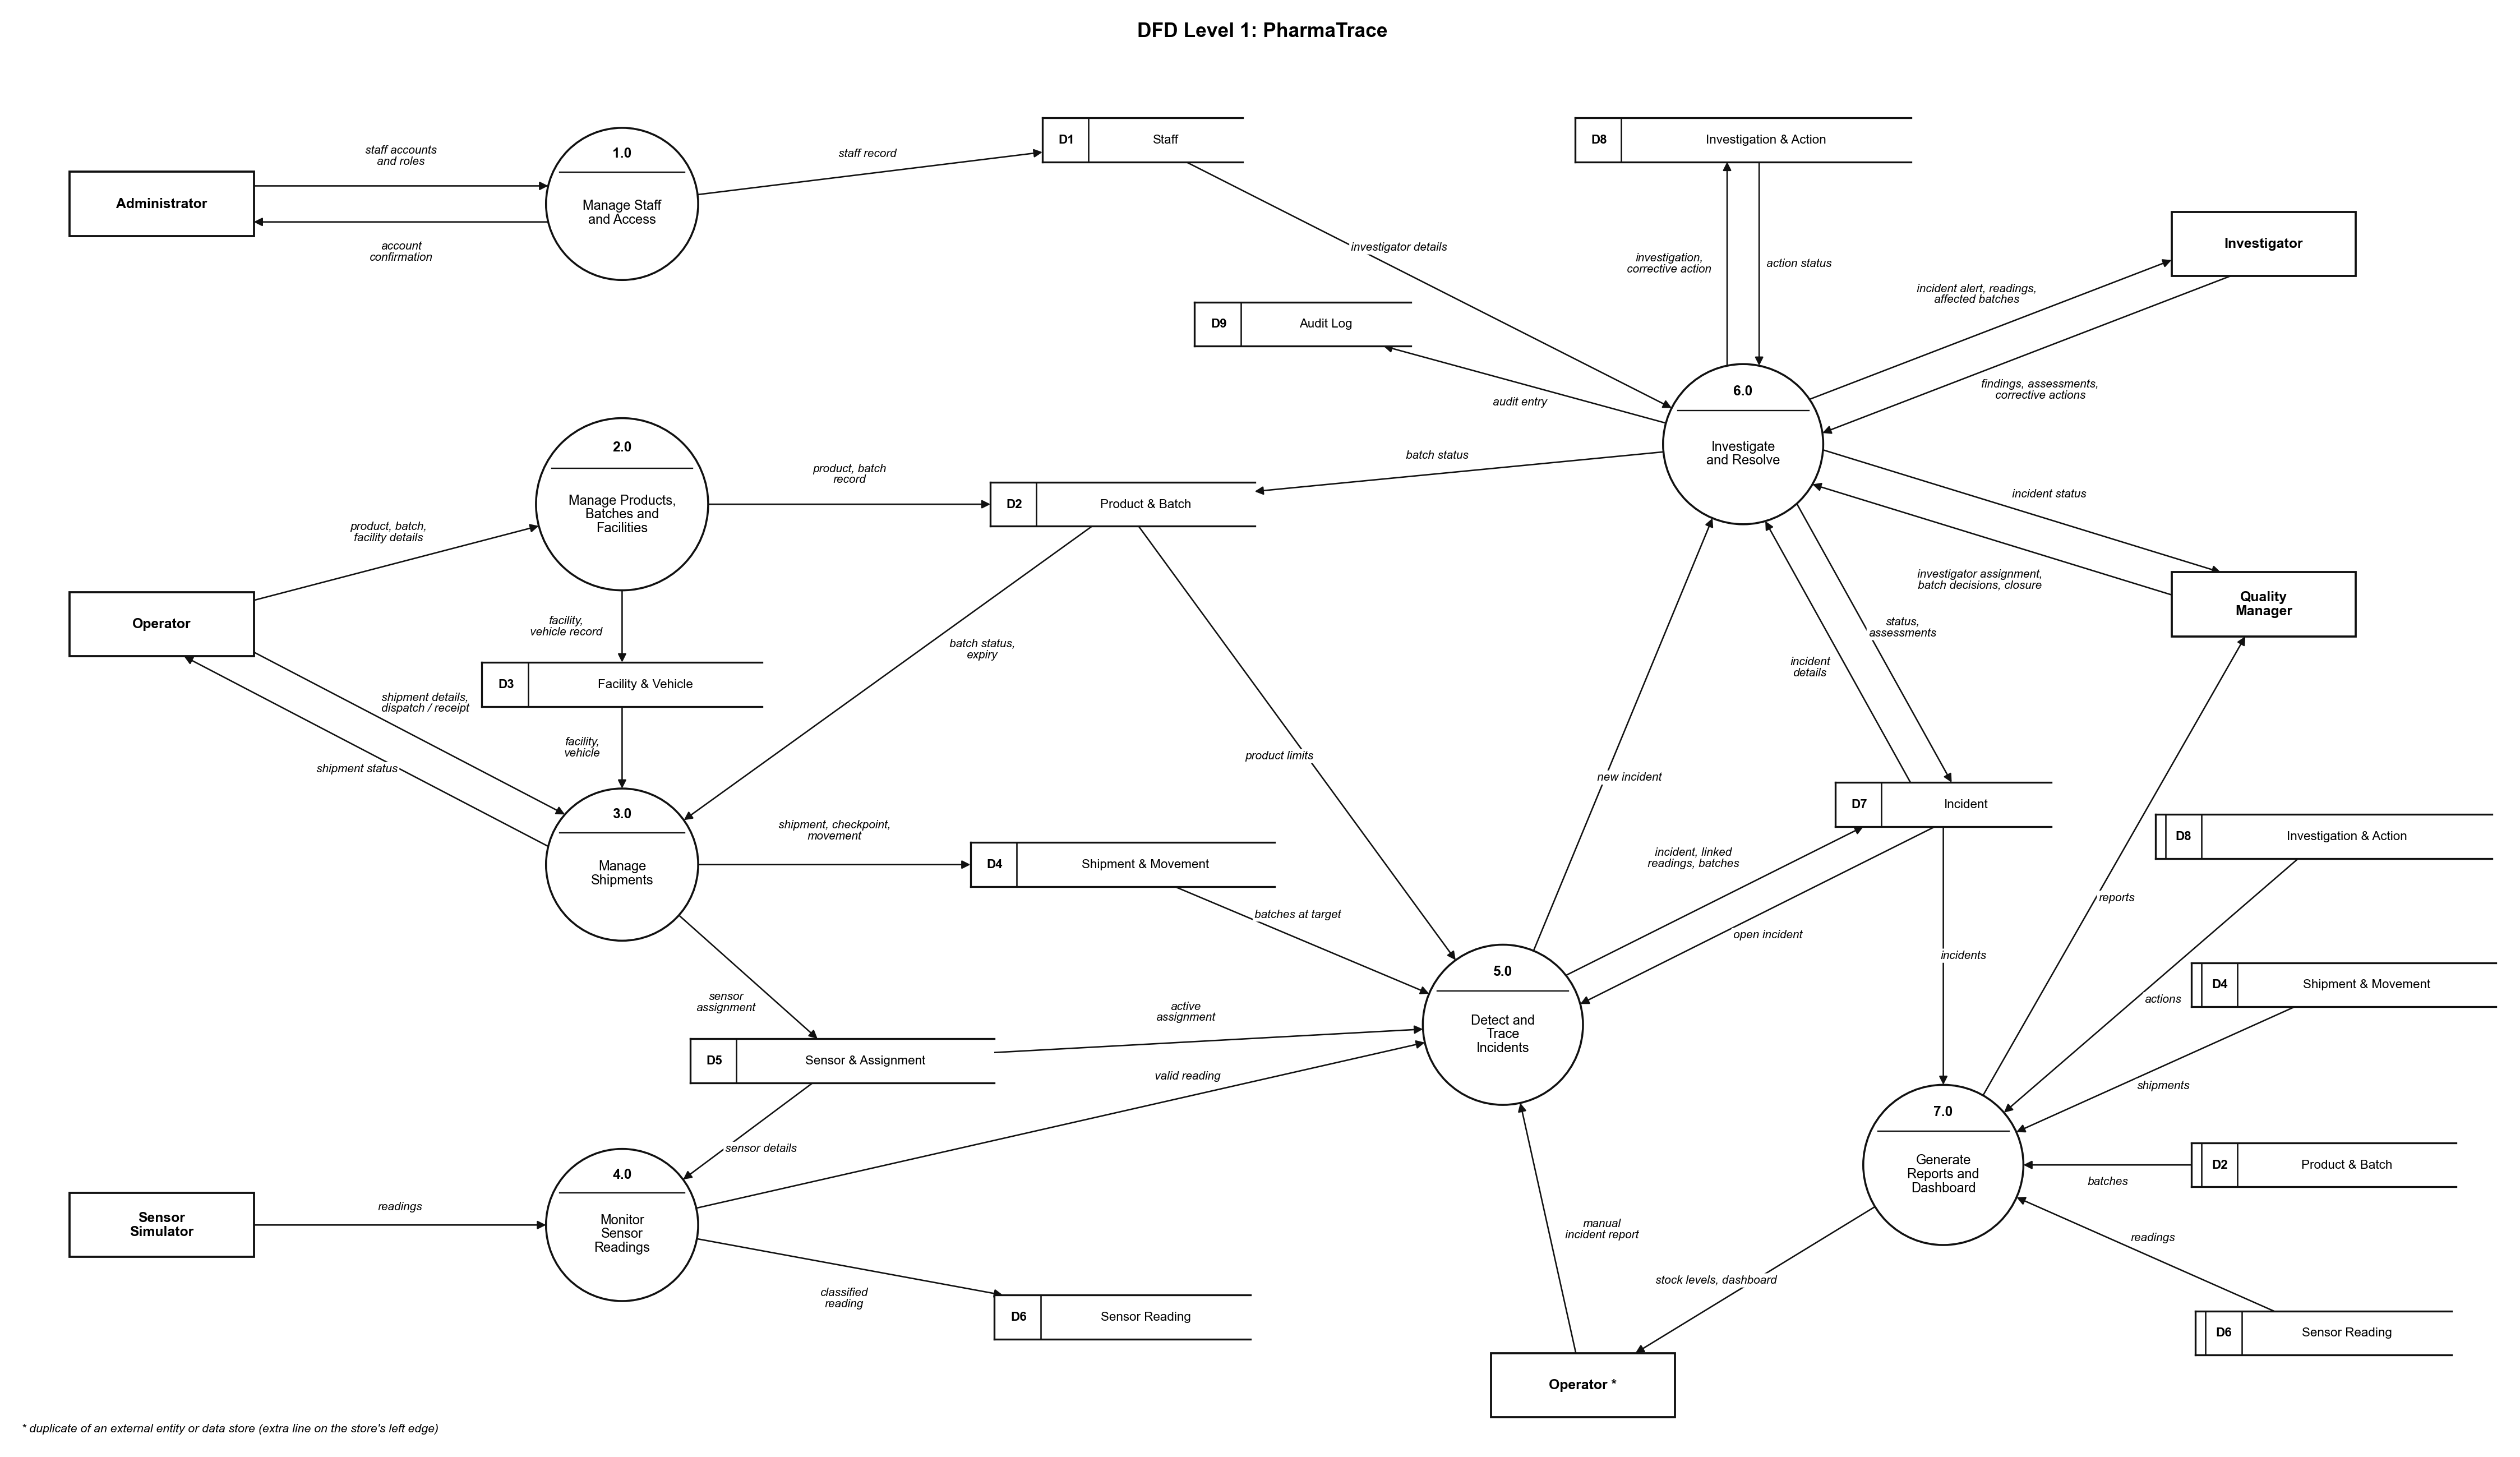 DFD Level 1: PharmaTrace
staff accounts
and roles
Administrator
account
confirmation
1.0
Manage Staff
and Access
staff record
D1
Staff
D8
Investigation & Action
investigator details
investigation,
corrective action
action status
Investigator
incident alert, readings,
affected batches
findings, assessments,
corrective actions
D9
Audit Log
audit entry
6.0
Investigate
and Resolve
batch status
incident status
investigator assignment,
batch decisions, closure
Quality
Manager
2.0
Manage Products,
Batches and
Facilities
product, batch
record
D2
Product & Batch
product, batch,
facility details
Operator
facility,
vehicle record
D3
Facility & Vehicle
shipment details,
dispatch / receipt
shipment status
facility,
vehicle
batch status,
expiry
product limits
new incident
incident
details
status,
assessments
D7
Incident
3.0
Manage
Shipments
shipment, checkpoint,
movement
D4
Shipment & Movement
batches at target
incident, linked
readings, batches
open incident
incidents
reports
D8
Investigation & Action
actions
D4
Shipment & Movement
shipments
sensor
assignment
D5
Sensor & Assignment
active
assignment
5.0
Detect and
Trace
Incidents
valid reading
sensor details
Sensor
Simulator
readings
4.0
Monitor
Sensor
Readings
classified
reading
D6
Sensor Reading
7.0
Generate
Reports and
Dashboard
D2
Product & Batch
batches
readings
D6
Sensor Reading
manual
incident report
stock levels, dashboard
Operator *
* duplicate of an external entity or data store (extra line on the store's left edge)